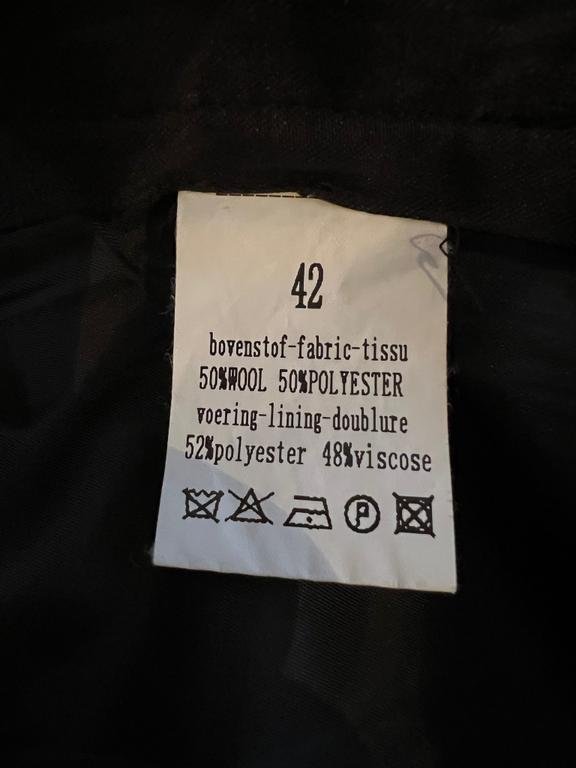 42
bovenstof-fabric-tissu
50%WOOL 50%POLYESTER
voering-lining-doublure
52%polyester 48%viscose
P